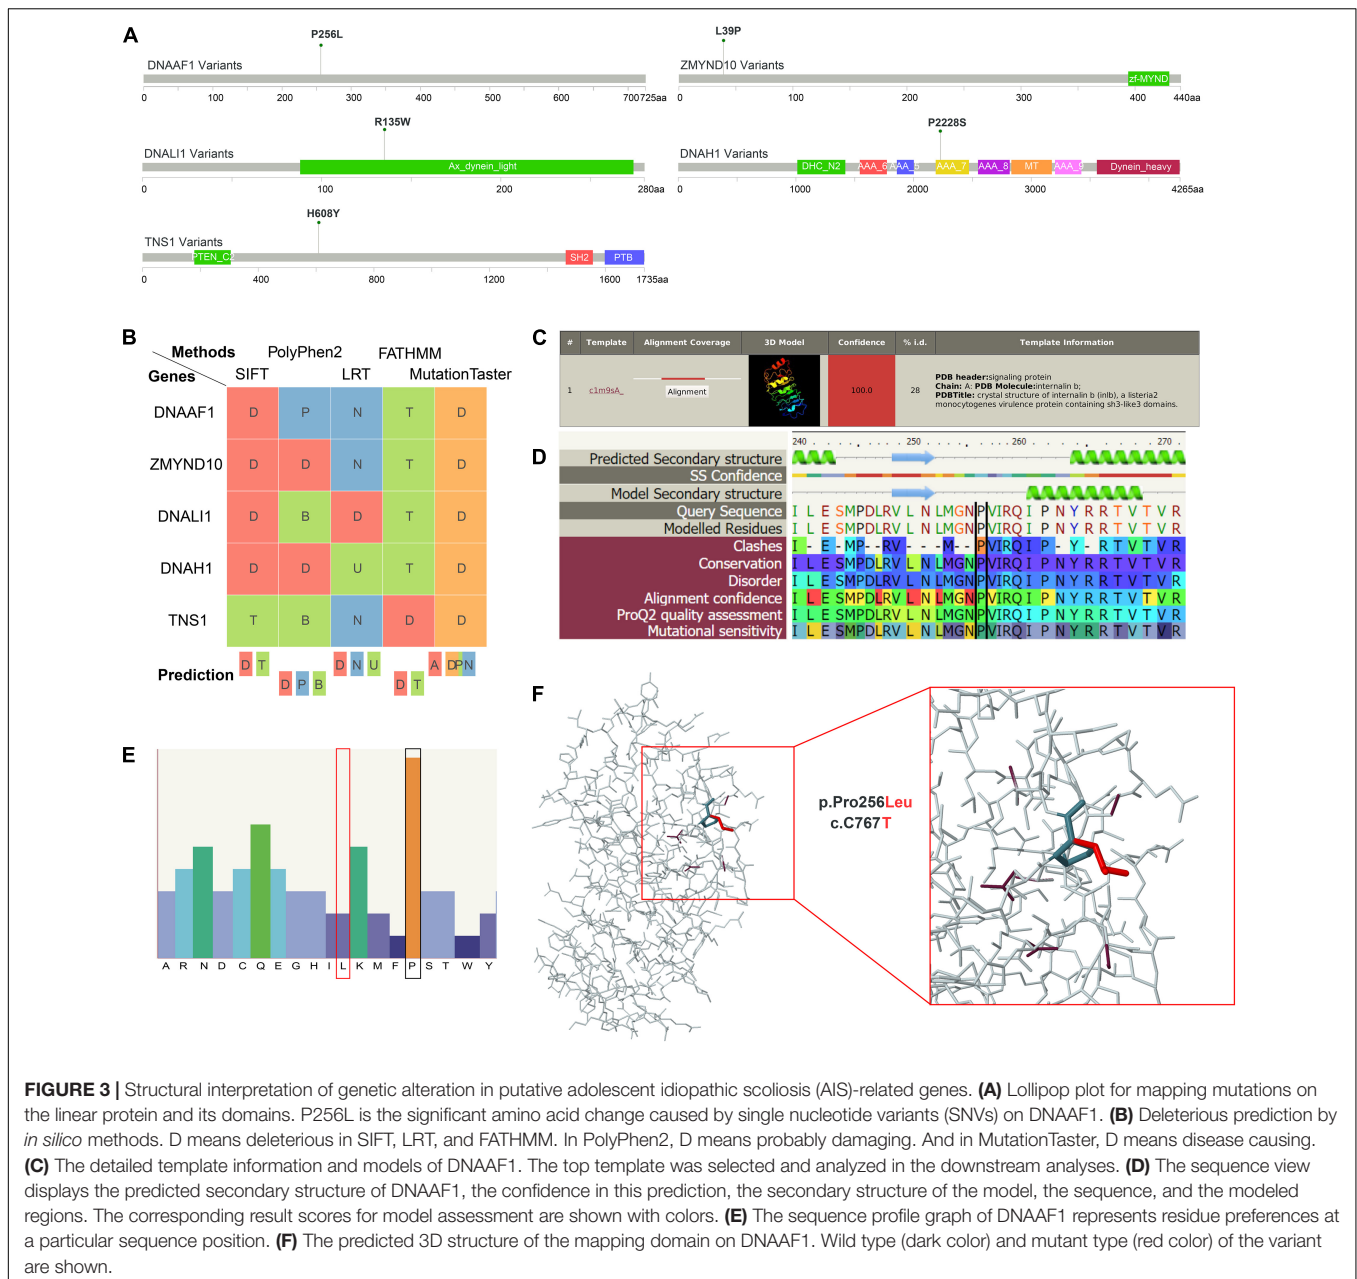 A
P256L
DNAAF1 Variants
0 100 200 300 400 500 600 700 725aa
L39P
ZMYND10 Variants
zf-MYND
0 100 200 300 400 440aa
R135W
DNALI1 Variants
Ax_dynein_light
0 100 200 280aa
P2228S
DNAH1 Variants
DHC_N2 AAA_6 AAA_5 AAA_7 AAA_8 MT AAA_9 Dynein_heavy
0 1000 2000 3000 4265aa
H608Y
TNS1 Variants
PTEN_C2 SH2 PTB
0 400 840 1200 1600 1735aa
B
Methods PolyPhen2 FATHMM
Genes SIFT LRT MutationTaster
DNAAF1 D P N T D
ZMYND10 D D N T D
DNALI1 D B D T D
DNAH1 D D U T D
TNS1 T B N D D
Prediction D T D N U A D P N
D P B D T
C
# Template Alignment Coverage 3D Model Confidence % i.d. Template Information
1 c1m9sA_ Alignment 100.0 28
PDB header:signaling protein
Chain: A: PDB Molecule:internalin b;
PDBTitle: crystal structure of internalin b (inlb), a listeria2
monocytogenes virulence protein containing sh3-like3 domains.
D
240 250 260 270
Predicted Secondary structure
SS Confidence
Model Secondary structure
Query Sequence I L E S M P D L R V L N L M G N P V I R Q I P N Y R R T V T V R
Modelled Residues I L E S M P D L R V L N L M G N P V I R Q I P N Y R R T V T V R
Clashes I - E - M P - - R V - - M - - P V I R Q I P - Y - R T V T V R
Conservation I L E S M P D L R V L N L M G N P V I R Q I P N Y R R T V T V R
Disorder I L E S M P D L R V L N L M G N P V I R Q I P N Y R R T V T V R
Alignment confidence I L E S M P D L R V L N L M G N P V I R Q I P N Y R R T V T V R
ProQ2 quality assessment I L E S M P D L R V L N L M G N P V I R Q I P N Y R R T V T V R
Mutational sensitivity I L E S M P D L R V L N L M G N P V I R Q I P N Y R R T V T V R
E
A R N D C Q E G H I L K M F P S T W Y
F
p.Pro256Leu
c.C767T
FIGURE 3 | Structural interpretation of genetic alteration in putative adolescent idiopathic scoliosis (AIS)-related genes. (A) Lollipop plot for mapping mutations on
the linear protein and its domains. P256L is the significant amino acid change caused by single nucleotide variants (SNVs) on DNAAF1. (B) Deleterious prediction by
in silico methods. D means deleterious in SIFT, LRT, and FATHMM. In PolyPhen2, D means probably damaging. And in MutationTaster, D means disease causing.
(C) The detailed template information and models of DNAAF1. The top template was selected and analyzed in the downstream analyses. (D) The sequence view
displays the predicted secondary structure of DNAAF1, the confidence in this prediction, the secondary structure of the model, the sequence, and the modeled
regions. The corresponding result scores for model assessment are shown with colors. (E) The sequence profile graph of DNAAF1 represents residue preferences at
a particular sequence position. (F) The predicted 3D structure of the mapping domain on DNAAF1. Wild type (dark color) and mutant type (red color) of the variant
are shown.